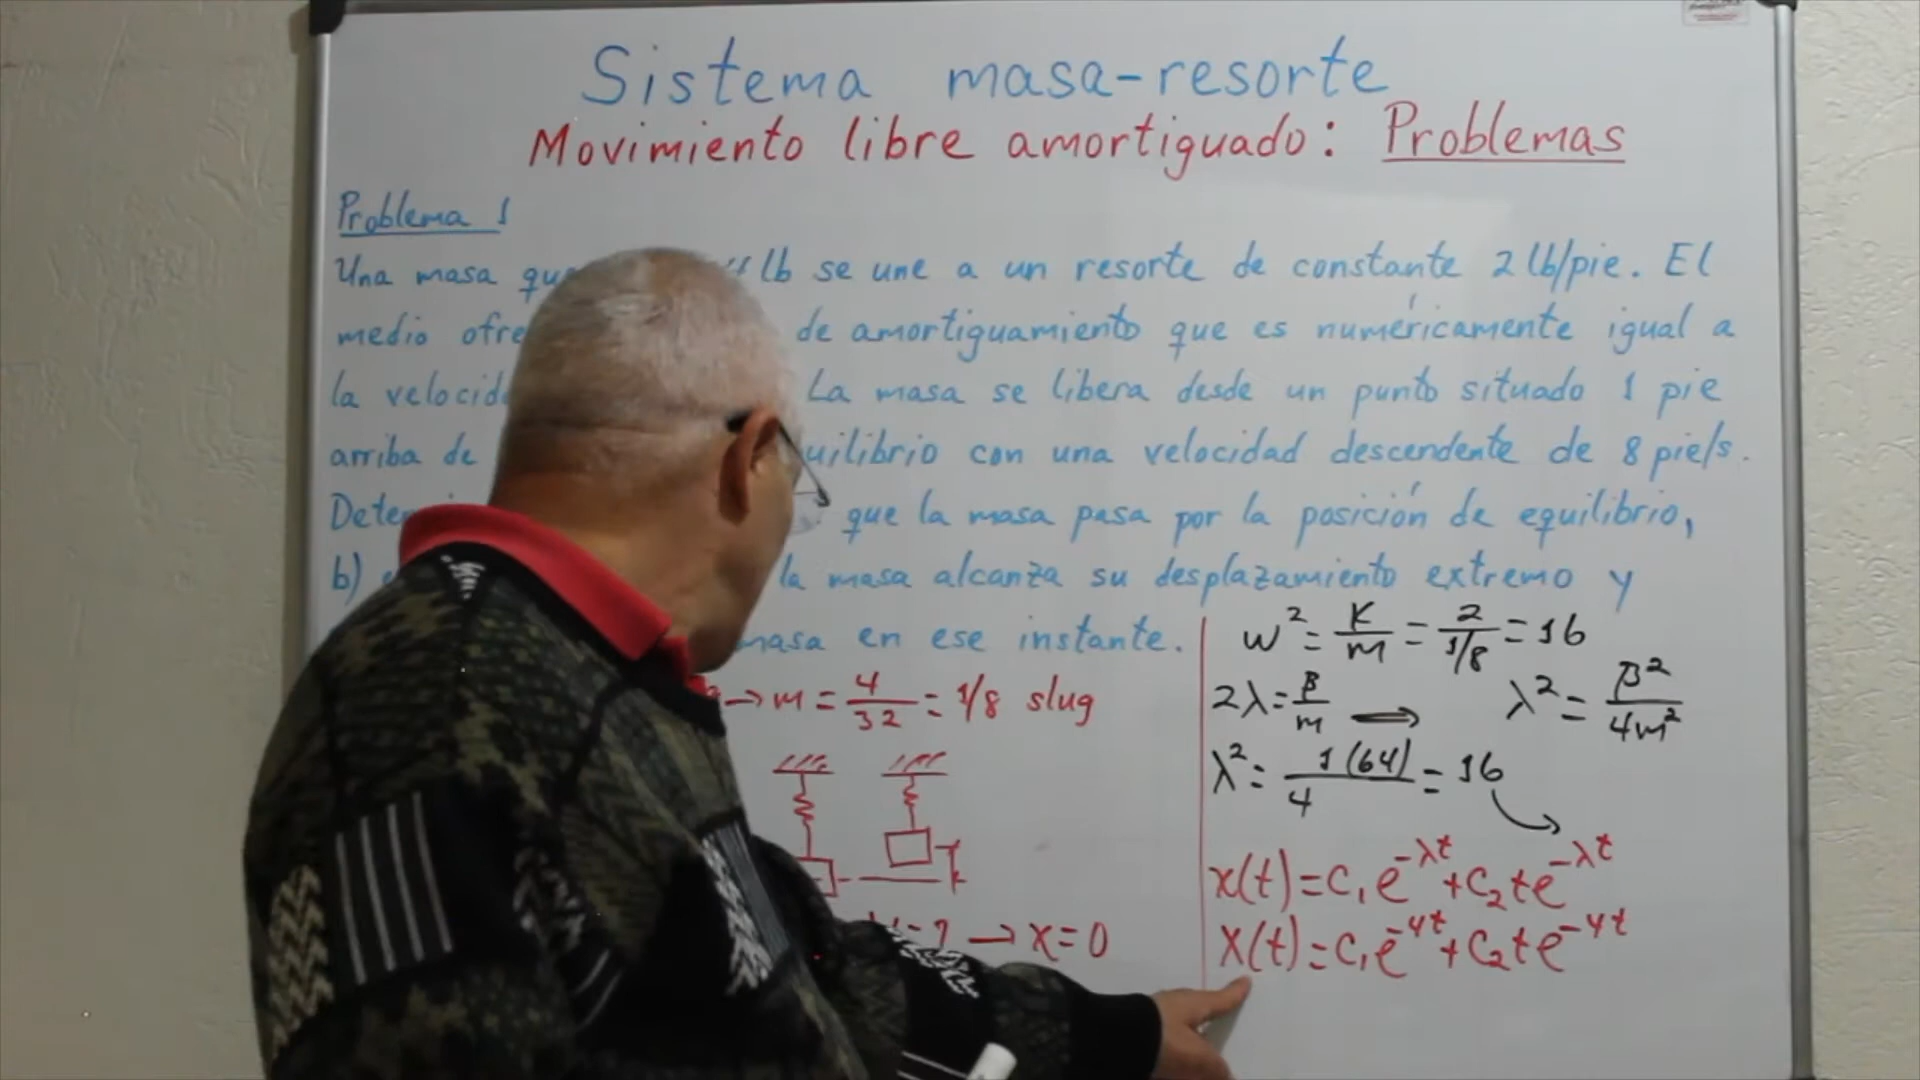 Sistema masa-resorte
Movimiento libre amortiguado: Problemas
Problema 1
Una masa lb se une a un resorte de constante 2 lb/pie. El
medio de amortiguamiento que es numéricamente igual a
la La masa se libera desde un punto situado 1 pie
arriba de con una velocidad descendente de 8 pie/s.
que la masa pasa por la posición de equilibrio,
b) la masa alcanza su desplazamiento extremo y
masa en ese instante.
→ m = 4/32 = 1/8 slug
→ x = 0
w² = K/m = 2/1/8 = 16
2λ = β/m → λ² = β²/4m²
λ² = 1(64)/4 = 16
x(t) = C₁e^-λt + C₂te^-λt
X(t) = C₁e^-4t + C₂te^-4t